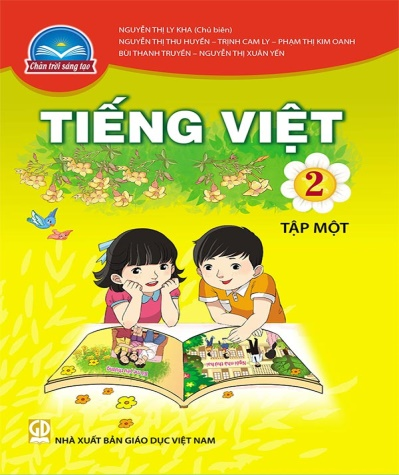 NGUYỄN THỊ LY KHA (Chủ biên)
NGUYỄN THỊ THU HUYỀN – TRỊNH CAM LY – PHẠM THỊ KIM OANH
BÙI THANH TRUYỀN – NGUYỄN THỊ XUÂN YẾN
Chân trời sáng tạo
TIẾNG VIỆT
2
TẬP MỘT
GD
NHÀ XUẤT BẢN GIÁO DỤC VIỆT NAM